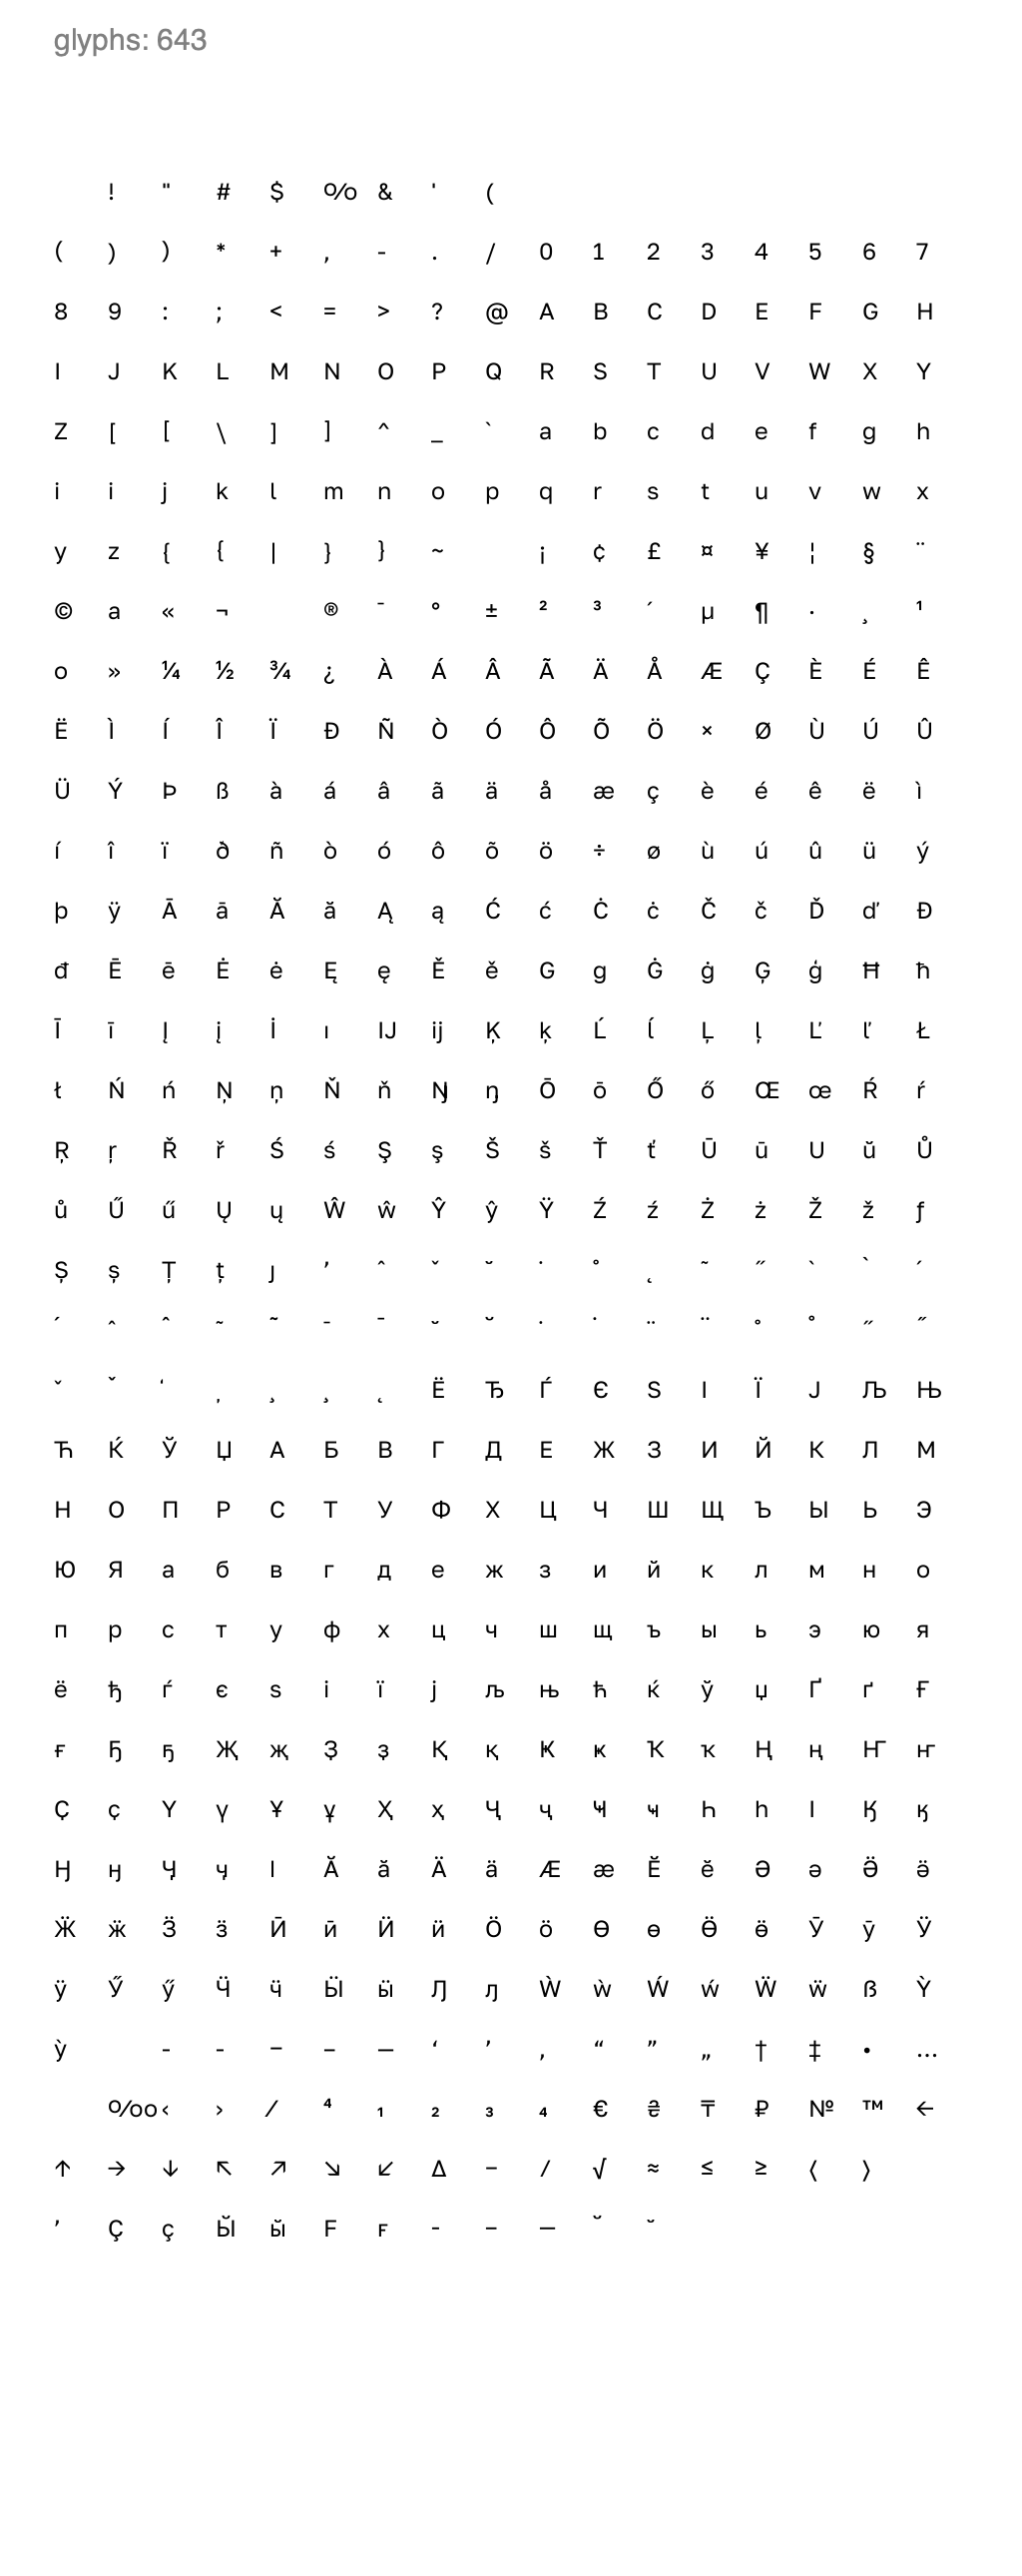 glyphs: 643
! " # $ % & ' (
( ) ) * + , - . / 0 1 2 3 4 5 6 7
8 9 : ; < = > ? @ A B C D E F G H
I J K L M N O P Q R S T U V W X Y
Z [ [ \ ] ] ^ _ ` a b c d e f g h
i i j k l m n o p q r s t u v w x
y z { { | } } ~ ¡ ¢ £ ¤ ¥ ¦ § ¨
© a « ¬ ® ¯ ° ± ² ³ ´ µ ¶ · ¸ ¹
o » ¼ ½ ¾ ¿ À Á Â Ã Ä Å Æ Ç È É Ê
Ë Ì Í Î Ï Ð Ñ Ò Ó Ô Õ Ö × Ø Ù Ú Û
Ü Ý Þ ß à á â ã ä å æ ç è é ê ë ì
í î ï ð ñ ò ó ô õ ö ÷ ø ù ú û ü ý
þ ÿ Ā ā Ă ă Ą ą Ć ć Ċ ċ Č č Ď ď Đ
đ Ē ē Ė ė Ę ę Ě ě G g Ġ ġ Ģ ģ Ħ ħ
Ī ī Į į İ ı IJ ij Ķ ķ Ĺ ĺ Ļ ļ Ľ ľ Ł
ł Ń ń Ņ ņ Ň ň Ŋ ŋ Ō ō Ő ő Œ œ Ŕ ŕ
Ŗ ŗ Ř ř Ś ś Ş ş Š š Ť ť Ū ū U ŭ Ů
ů Ű ű Ų ų Ŵ ŵ Ŷ ŷ Ÿ Ź ź Ż ż Ž ž ƒ
Ș ș Ț ț ȷ ʼ ˆ ˇ ˘ ˙ ˚ ˛ ˜ ˝ ` ` ´
´ ˆ ˆ ˜ ˜ ¯ ¯ ˘ ˘ ˙ ˙ ¨ ¨ ˚ ˚ ˝ ˝
ˇ ˇ ʻ , ¸ ¸ ˛ Ё Ђ Ѓ Є Ѕ І Ї Ј Љ Њ
Ћ Ќ Ў Џ А Б В Г Д Е Ж З И Й К Л М
Н О П Р С Т У Ф Х Ц Ч Ш Щ Ъ Ы Ь Э
Ю Я а б в г д е ж з и й к л м н о
п р с т у ф х ц ч ш щ ъ ы ь э ю я
ё ђ ѓ є ѕ і ї ј љ њ ћ ќ ў џ Ґ ґ Ғ
ғ Ҕ ҕ Җ җ Ҙ ҙ Қ қ Ҝ ҝ Ҡ ҡ Ң ң Ҥ ҥ
Ҫ ҫ Ү ү Ұ ұ Ҳ ҳ Ҷ ҷ Ҹ ҹ Һ һ Ӏ Ӄ ӄ
Ӈ ӈ Ӌ ӌ ӏ Ӑ ӑ Ӓ ӓ Ӕ ӕ Ӗ ӗ Ә ә Ӛ ӛ
Ӝ ӝ Ӟ ӟ Ӣ ӣ Ӥ ӥ Ӧ ӧ Ө ө Ӫ ӫ Ӯ ӯ Ӱ
ӱ Ӳ ӳ Ӵ ӵ Ӹ ӹ Ԓ ԓ Ẁ ẁ Ẃ ẃ Ẅ ẅ ß Ỳ
ỳ - - ‒ – — ‘ ’ ‚ “ ” „ † ‡ • …
‰ ‹ › ⁄ ⁴ ₁ ₂ ₃ ₄ € ₴ ₸ ₽ № ™ ←
↑ → ↓ ↖ ↗ ↘ ↙ ∆ − ∕ √ ≈ ≤ ≥ ⟨ ⟩
’ Ç ç Ы̆ ы̆ F ғ - – — ˘ ˘